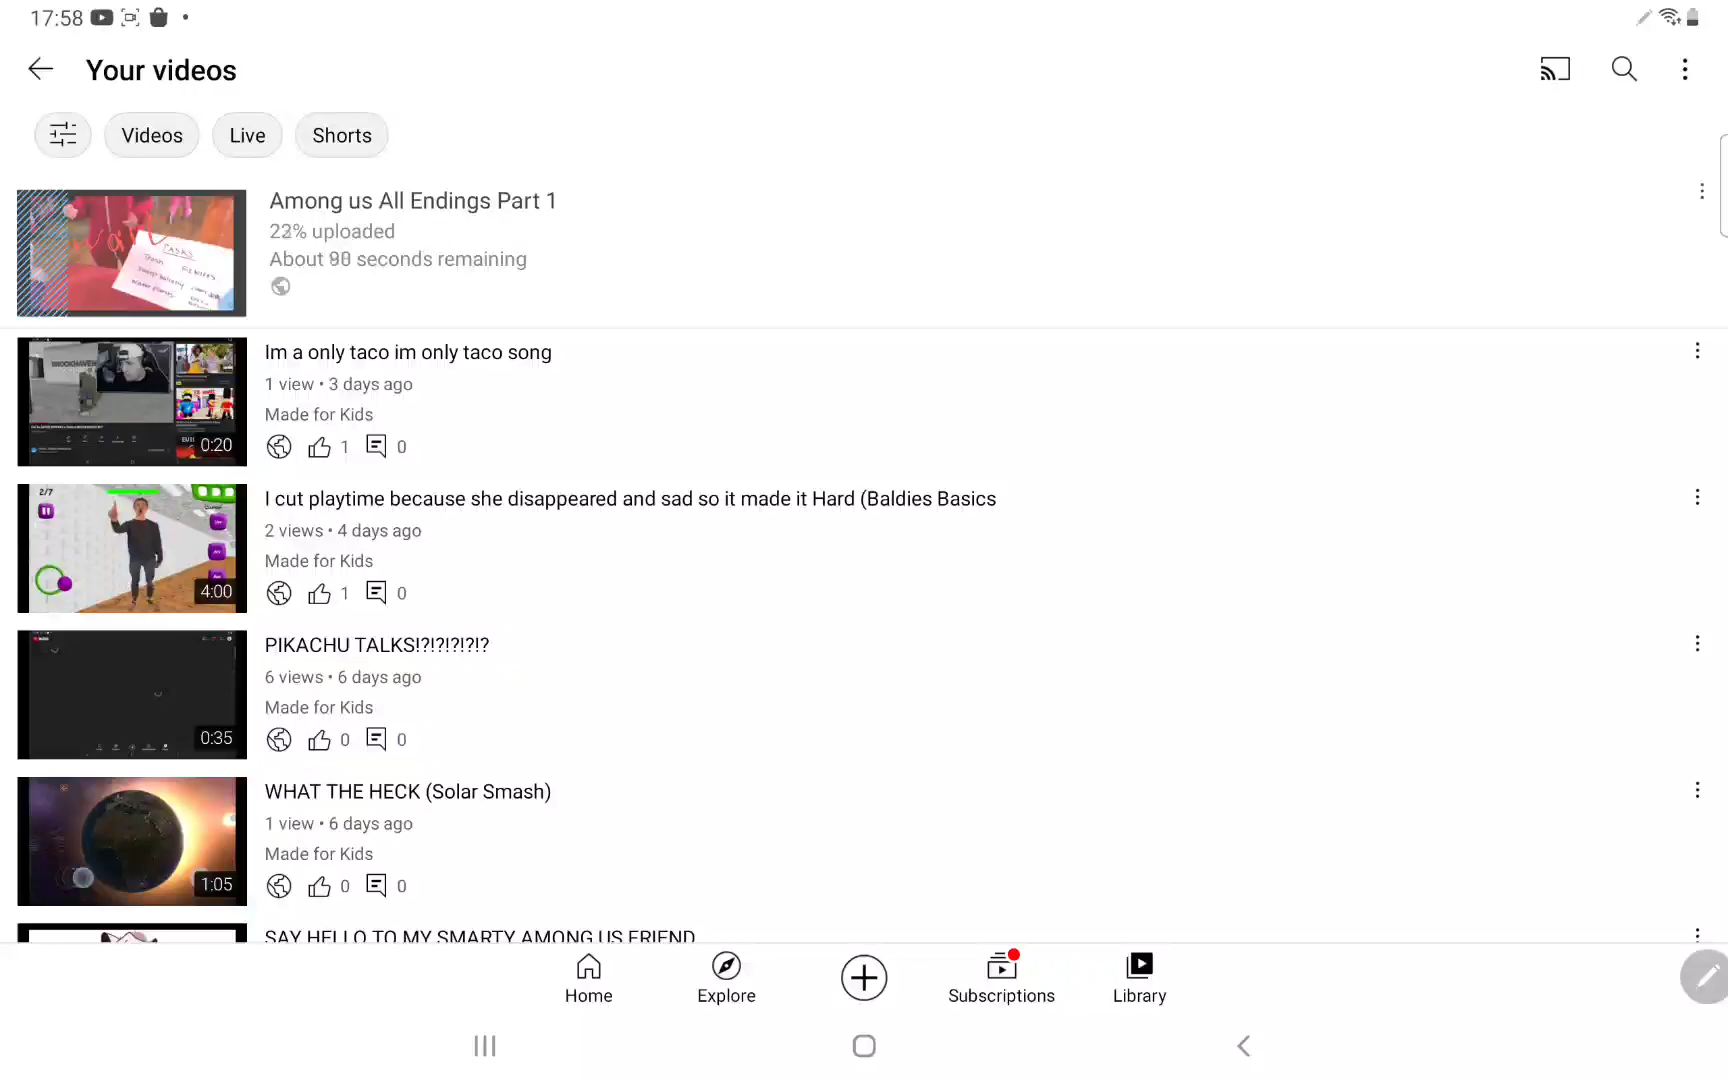 17:58
Your videos
Videos
Live
Shorts
Among us All Endings Part 1
uploaded
About seconds remaining
TASKS
Trash
Im a only taco im only taco song
1 view • 3 days ago
Made for Kids
1 0
BROOKHAVEN
0:20
I cut playtime because she disappeared and sad so it made it Hard (Baldies Basics
2 views • 4 days ago
Made for Kids
1 0
2/7
4:00
PIKACHU TALKS!?!?!?!?!?
6 views • 6 days ago
Made for Kids
0 0
0:35
WHAT THE HECK (Solar Smash)
1 view • 6 days ago
Made for Kids
0 0
1:05
SAY HELLO TO MY SMARTY AMONG US FRIEND
Home
Explore
Subscriptions
Library